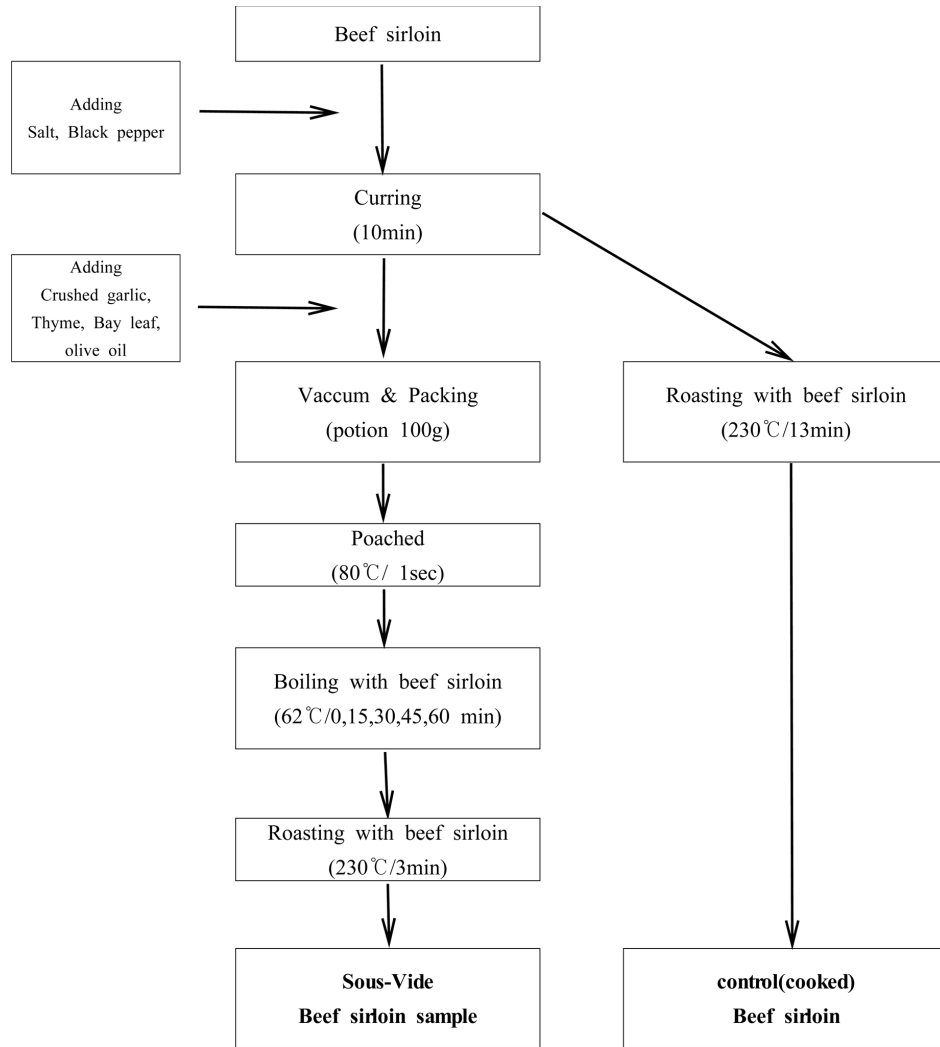 Beef sirloin
Adding
Salt, Black pepper
Curring
(10min)
Adding
Crushed garlic,
Thyme, Bay leaf,
olive oil
Vaccum & Packing
(potion 100g)
Roasting with beef sirloin
(230℃/13min)
Poached
(80℃/ 1sec)
Boiling with beef sirloin
(62℃/0,15,30,45,60 min)
Roasting with beef sirloin
(230℃/3min)
Sous-Vide
Beef sirloin sample
control(cooked)
Beef sirloin